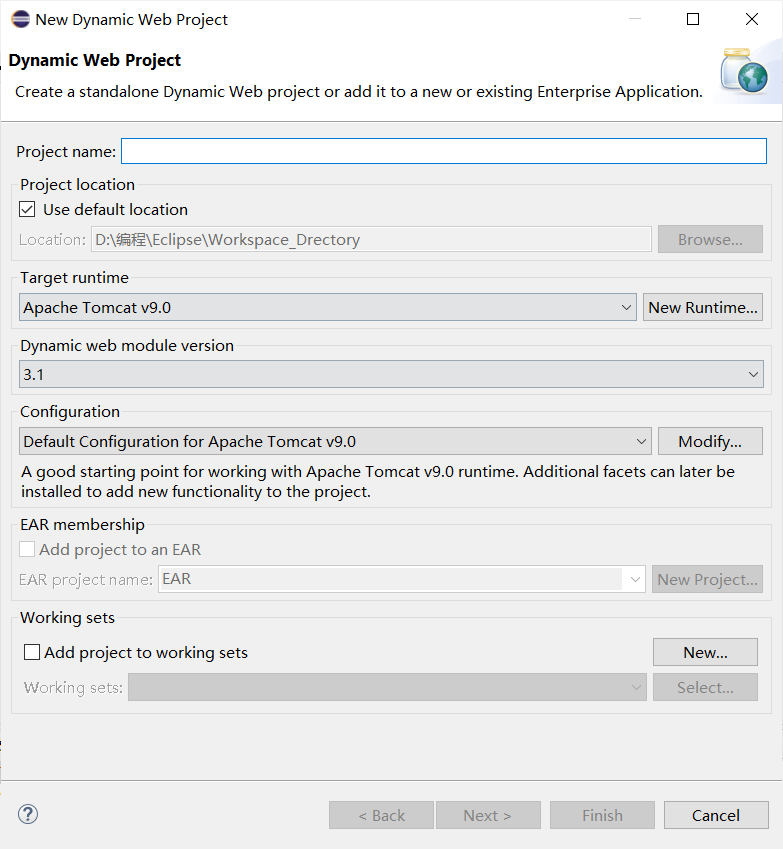 New Dynamic Web Project
Dynamic Web Project
Create a standalone Dynamic Web project or add it to a new or existing Enterprise Application.
Project name:
Project location
Use default location
Location: D:\编程\Eclipse\Workspace_Drectory Browse...
Target runtime
Apache Tomcat v9.0 New Runtime...
Dynamic web module version
3.1
Configuration
Default Configuration for Apache Tomcat v9.0 Modify...
A good starting point for working with Apache Tomcat v9.0 runtime. Additional facets can later be
installed to add new functionality to the project.
EAR membership
Add project to an EAR
EAR project name: EAR New Project...
Working sets
Add project to working sets New...
Working sets: Select...
? < Back Next > Finish Cancel